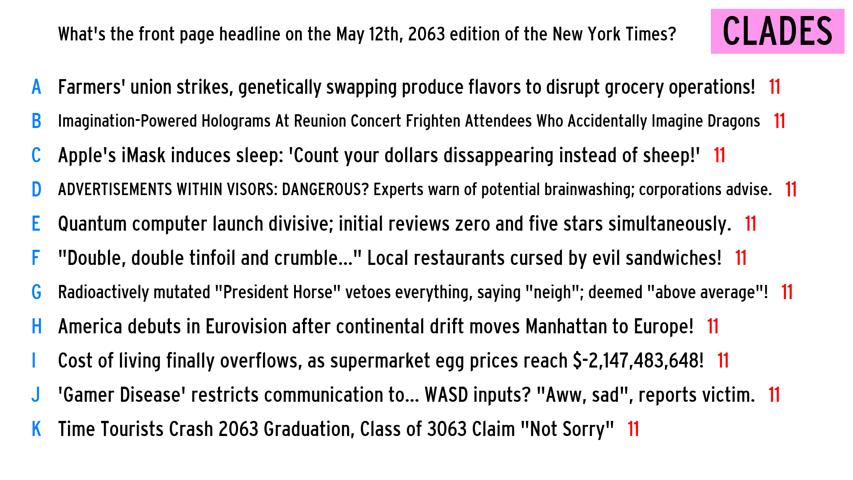 What's the front page headline on the May 12th, 2063 edition of the New York Times?
CLADES
A Farmers' union strikes, genetically swapping produce flavors to disrupt grocery operations! 11
B Imagination-Powered Holograms At Reunion Concert Frighten Attendees Who Accidentally Imagine Dragons 11
C Apple's iMask induces sleep: 'Count your dollars dissappearing instead of sheep!' 11
D ADVERTISEMENTS WITHIN VISORS: DANGEROUS? Experts warn of potential brainwashing; corporations advise. 11
E Quantum computer launch divisive; initial reviews zero and five stars simultaneously. 11
F "Double, double tinfoil and crumble..." Local restaurants cursed by evil sandwiches! 11
G Radioactively mutated "President Horse" vetoes everything, saying "neigh"; deemed "above average"! 11
H America debuts in Eurovision after continental drift moves Manhattan to Europe! 11
I Cost of living finally overflows, as supermarket egg prices reach $-2,147,483,648! 11
J 'Gamer Disease' restricts communication to... WASD inputs? "Aww, sad", reports victim. 11
K Time Tourists Crash 2063 Graduation, Class of 3063 Claim "Not Sorry" 11